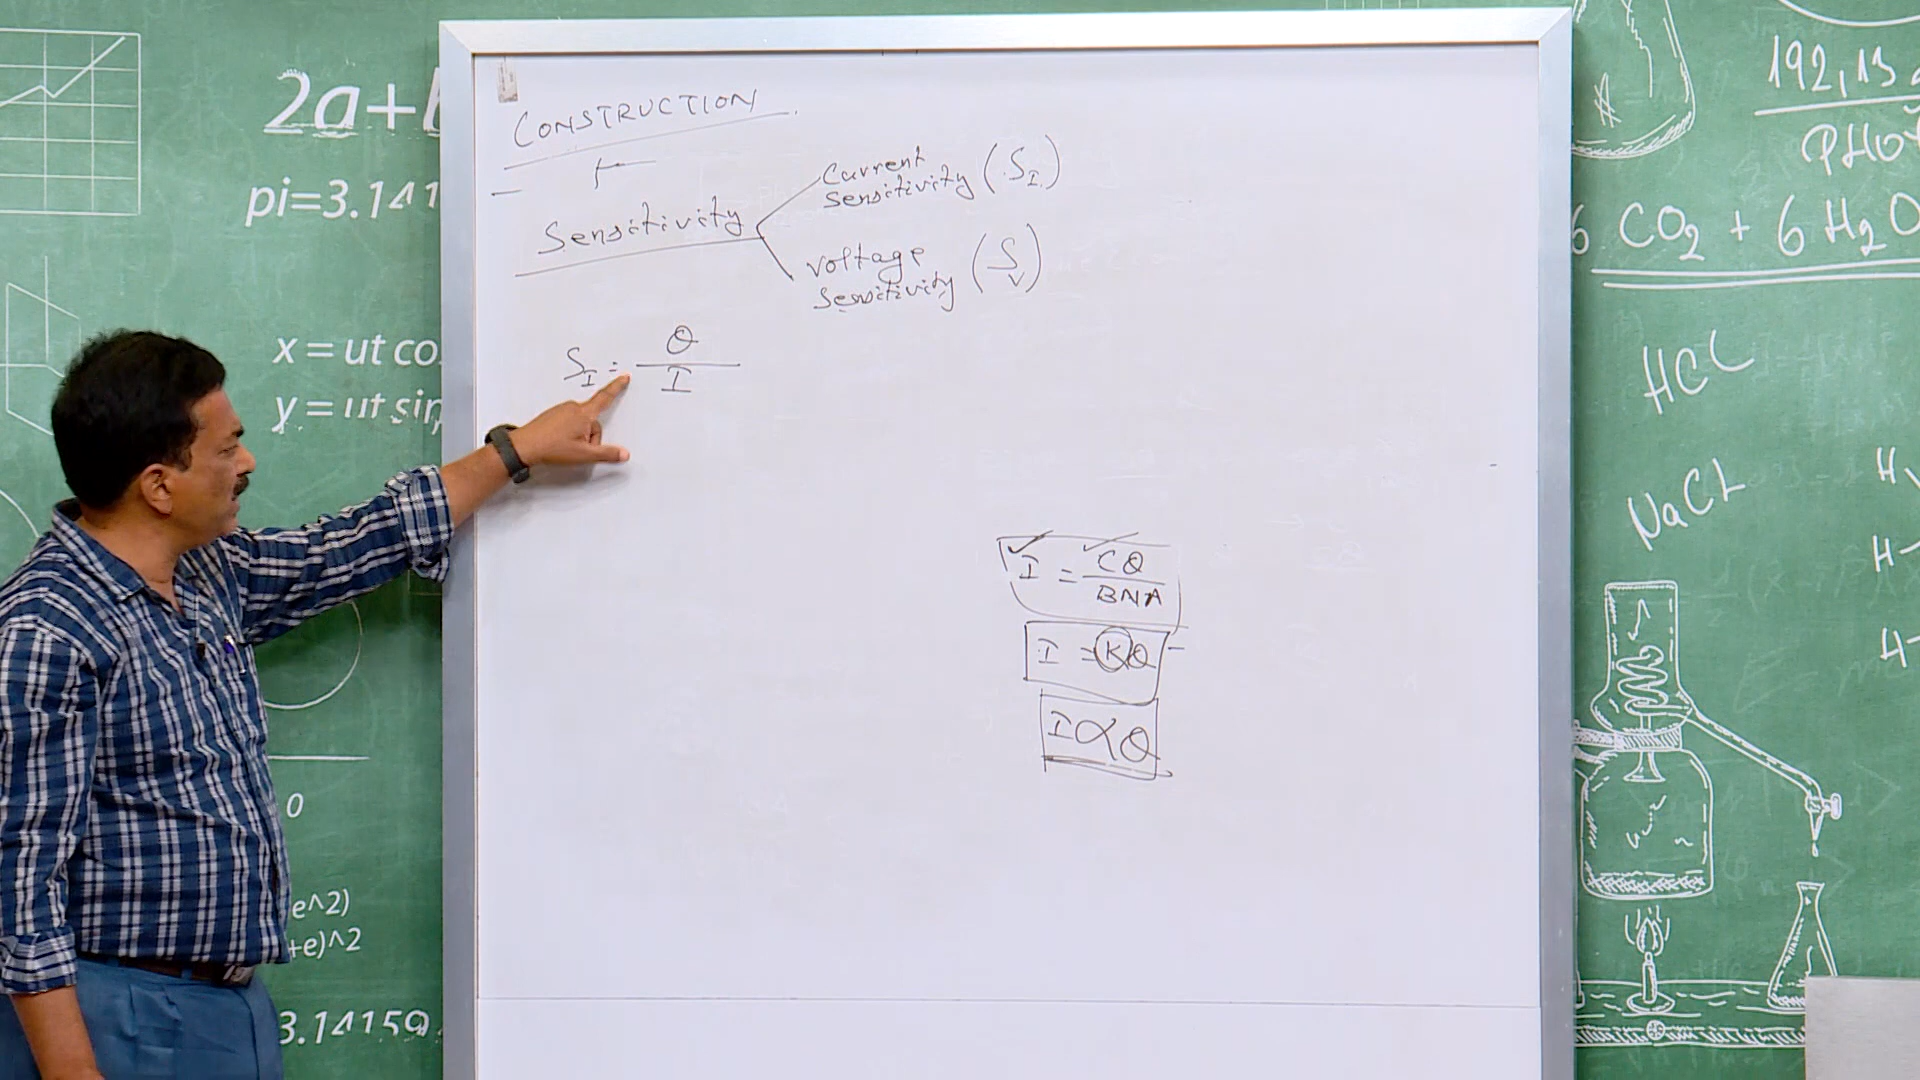 CONSTRUCTION.
Sensitivity
Current
Sensitivity (S_I)
Voltage
Sensitivity (S_V)
S_I = θ / I
I = Cθ / BNA
I = Kθ
I ∝ θ
2a+b
pi=3.141
x = ut co
y = ut sin
0
e^2)
+e)^2
3.14159
192,13
6 CO₂ + 6 H₂O
HCL
NaCL
H
H
H